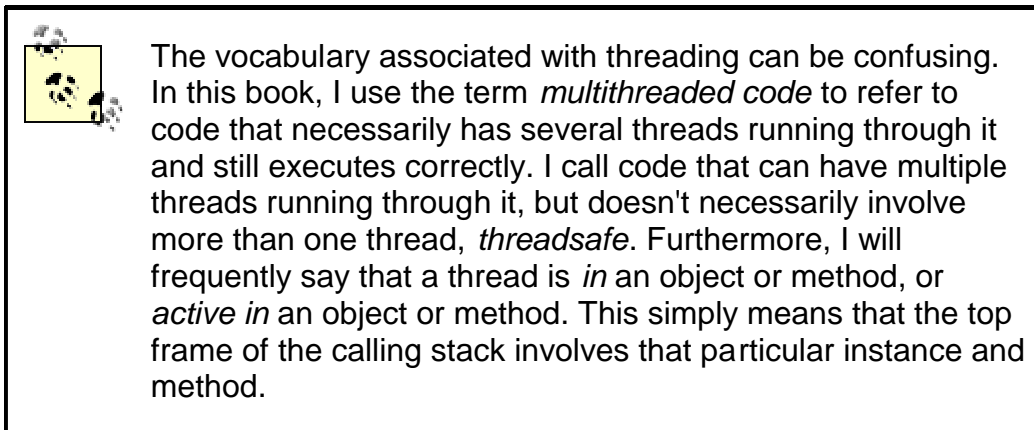 The vocabulary associated with threading can be confusing.
In this book, I use the term multithreaded code to refer to
code that necessarily has several threads running through it
and still executes correctly. I call code that can have multiple
threads running through it, but doesn't necessarily involve
more than one thread, threadsafe. Furthermore, I will
frequently say that a thread is in an object or method, or
active in an object or method. This simply means that the top
frame of the calling stack involves that particular instance and
method.